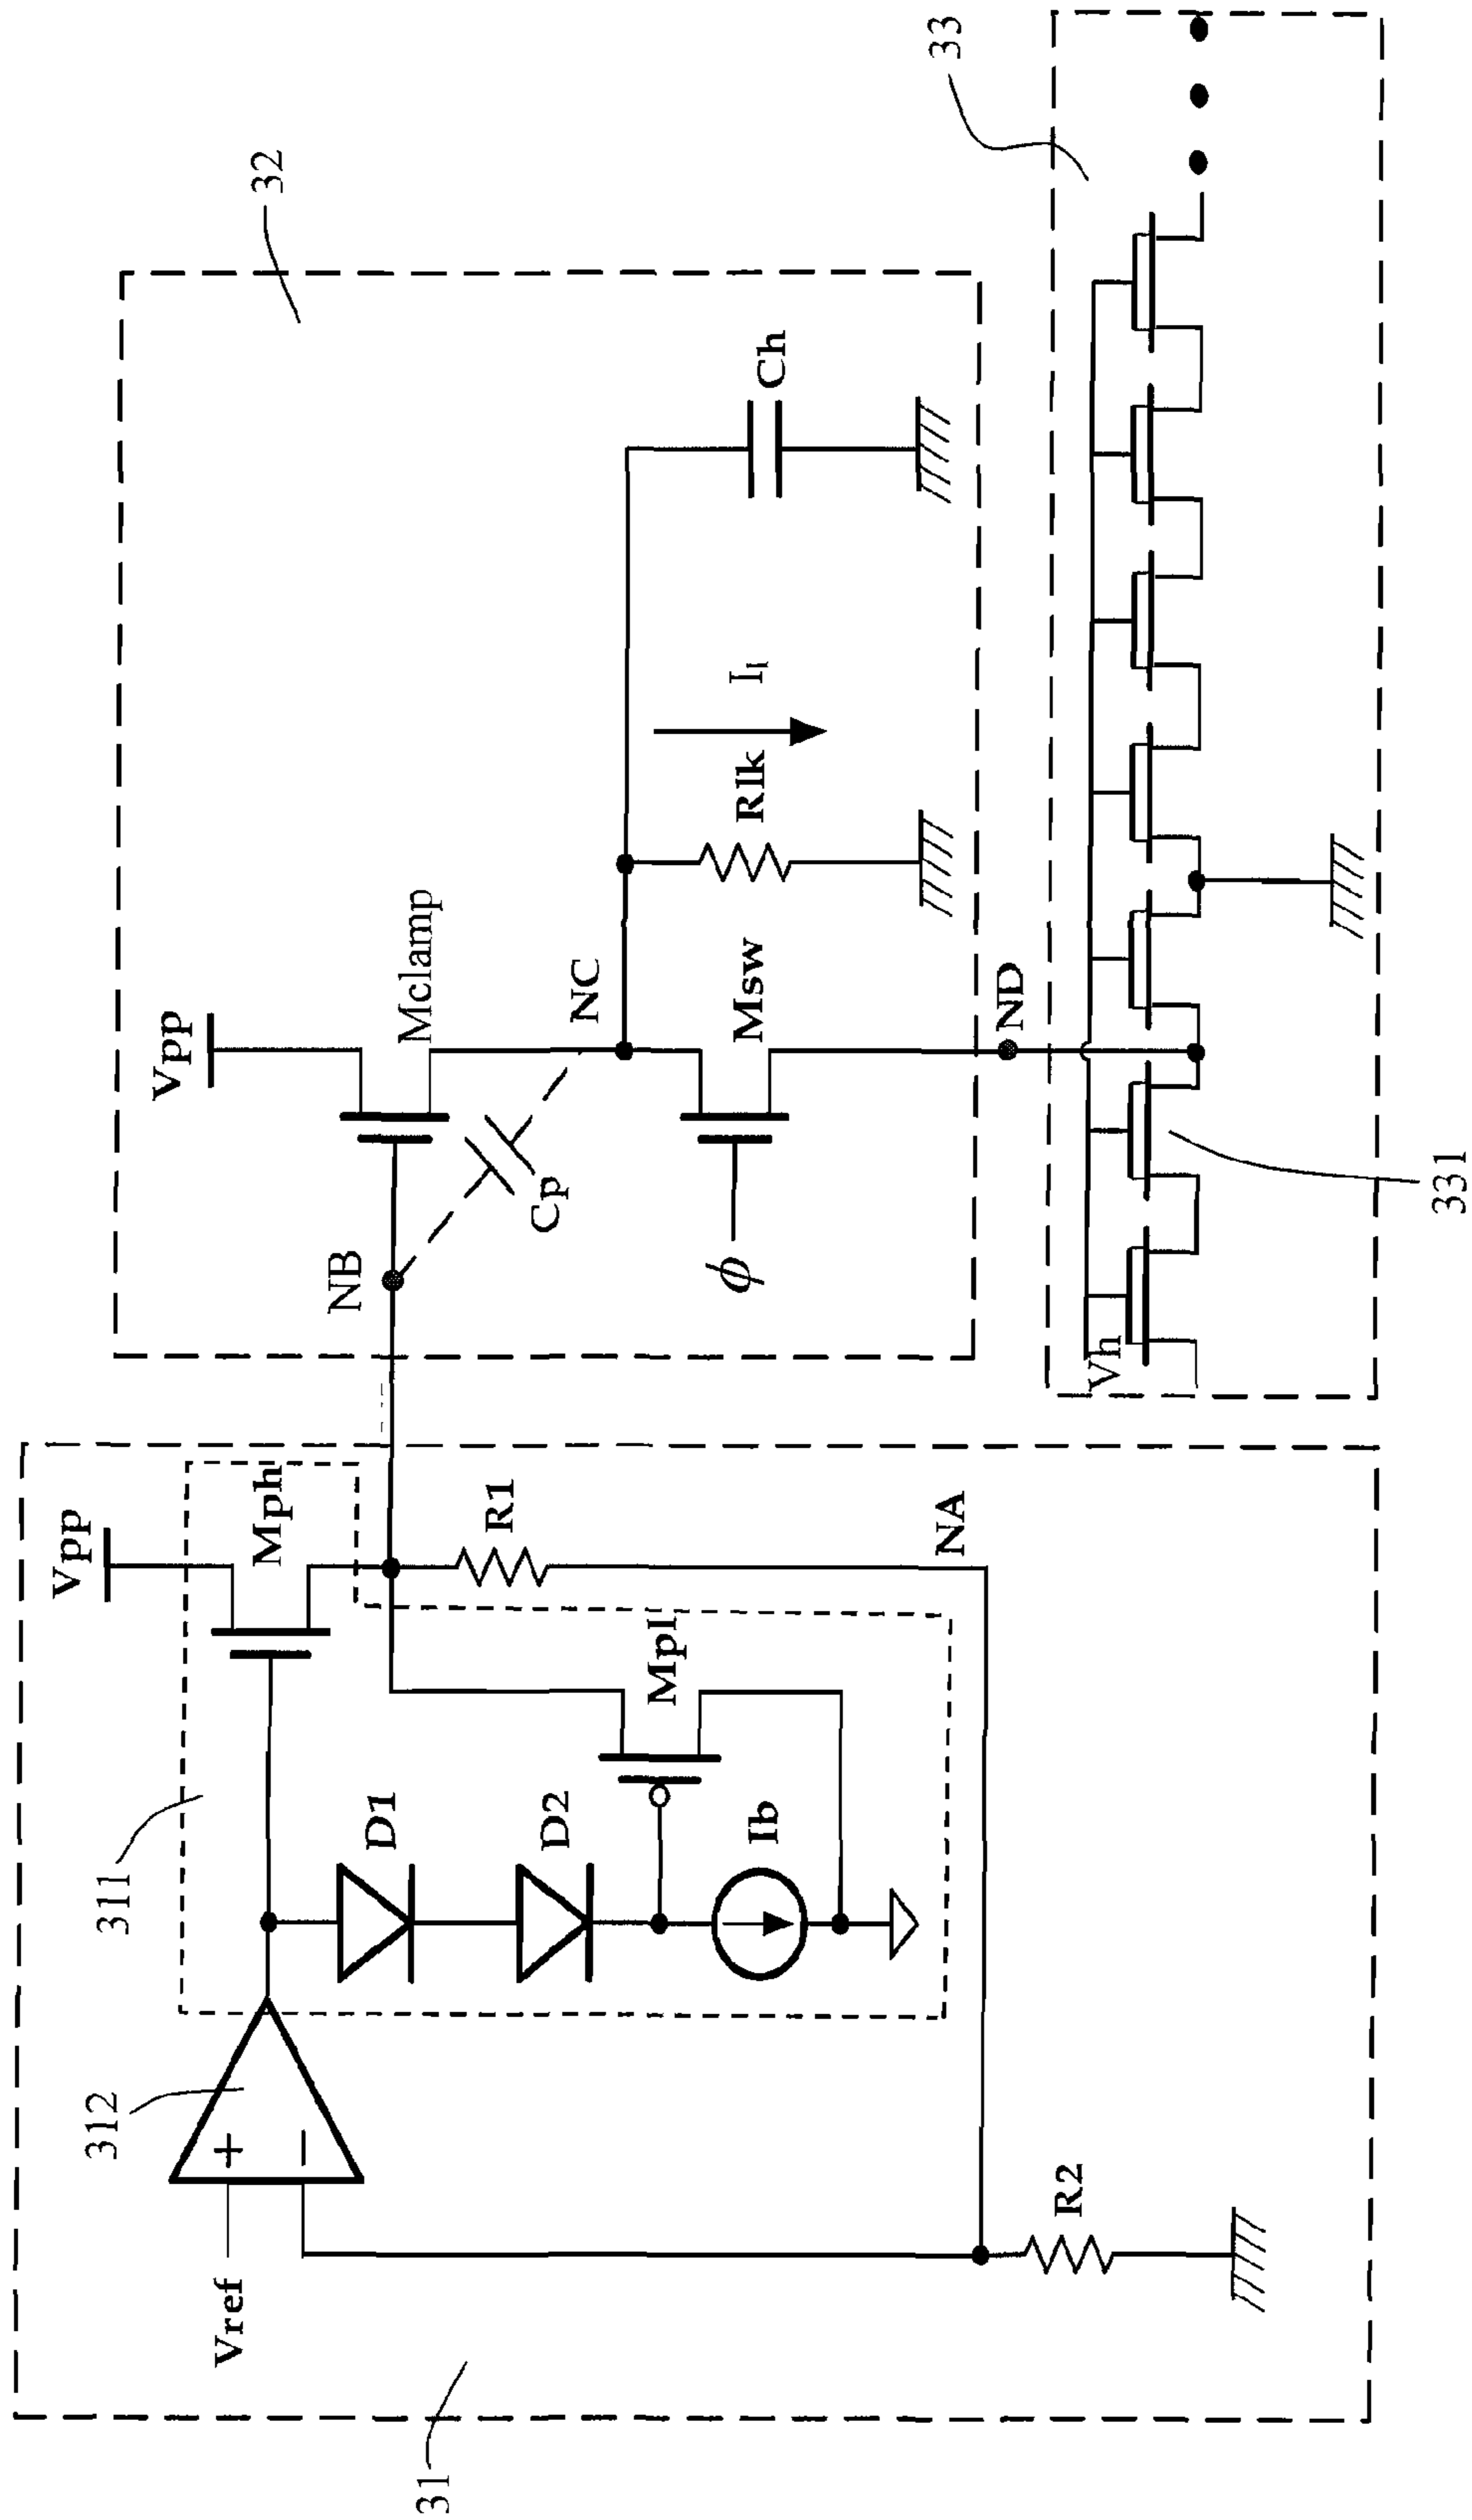 31
Vref
312
+
−
311
Vpp
Mph
D1
D2
Ib
Mpl
R1
NA
R2
32
Vpp
Mclamp
NB
Cp
NC
ϕ
Msw
Rlk
Ch
ND
33
Vh
331